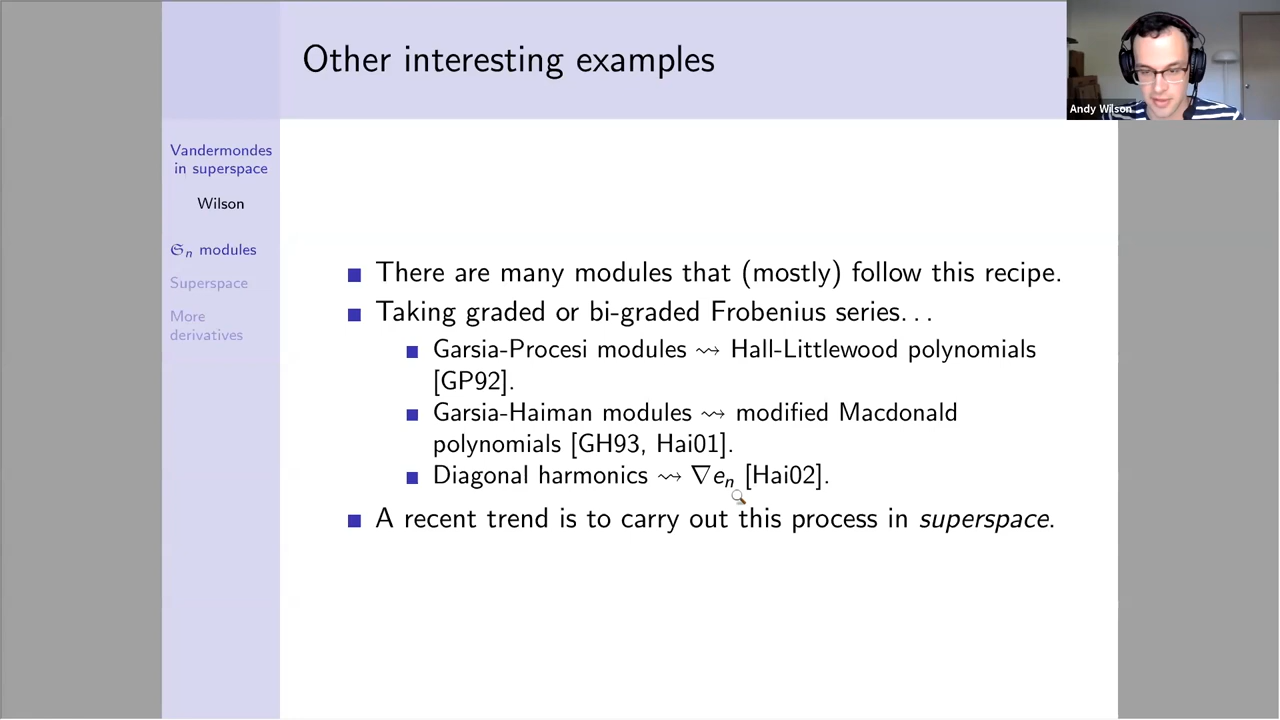 Other interesting examples
Andy Wilson
Vandermondes
in superspace
Wilson
𝔖n modules
Superspace
More
derivatives
There are many modules that (mostly) follow this recipe.
Taking graded or bi-graded Frobenius series...
Garsia-Procesi modules ⇝ Hall-Littlewood polynomials
[GP92].
Garsia-Haiman modules ⇝ modified Macdonald
polynomials [GH93, Hai01].
Diagonal harmonics ⇝ ∇en [Hai02].
A recent trend is to carry out this process in superspace.